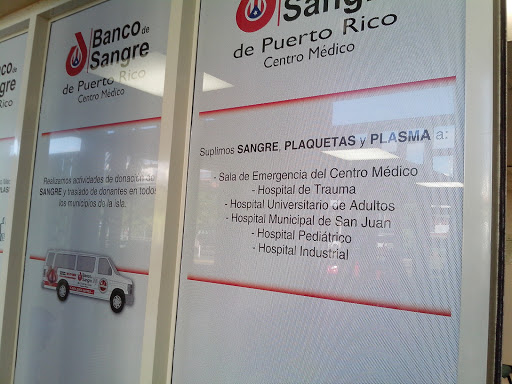 Banco de
Sangre
de Puerto Rico
Centro Médico
Realizamos actividades de donación de
SANGRE y traslado de donantes en todos
los municipios de la isla.
Banco
Sangre
Sangre
de Puerto Rico
Centro Médico
Suplimos SANGRE, PLAQUETAS y PLASMA a:
- Sala de Emergencia del Centro Médico
- Hospital de Trauma
- Hospital Universitario de Adultos
- Hospital Municipal de San Juan
- Hospital Pediátrico
- Hospital Industrial